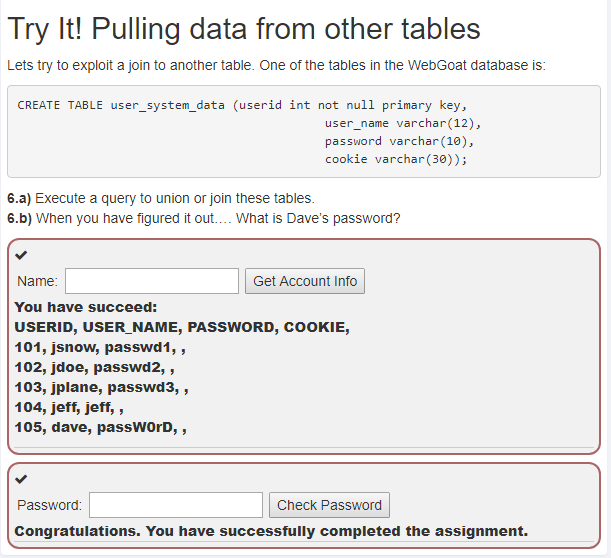 Try It! Pulling data from other tables
Lets try to exploit a join to another table. One of the tables in the WebGoat database is:
CREATE TABLE user_system_data (userid int not null primary key,
user_name varchar(12),
password varchar(10),
cookie varchar(30));
6.a) Execute a query to union or join these tables.
6.b) When you have figured it out.... What is Dave's password?
✔
Name: Get Account Info
You have succeed:
USERID, USER_NAME, PASSWORD, COOKIE,
101, jsnow, passwd1, ,
102, jdoe, passwd2, ,
103, jplane, passwd3, ,
104, jeff, jeff, ,
105, dave, passW0rD, ,
✔
Password: Check Password
Congratulations. You have successfully completed the assignment.